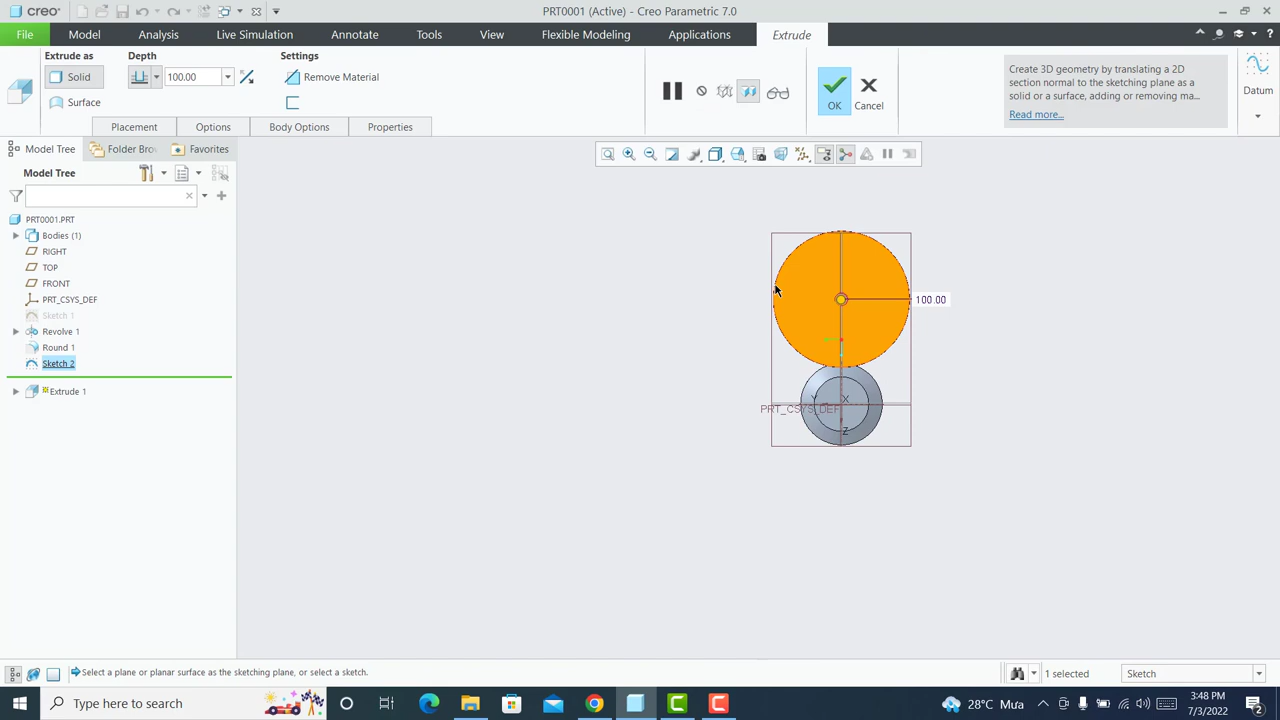 creo
PRT0001 (Active) - Creo Parametric 7.0
File Model Analysis Live Simulation Annotate Tools View Flexible Modeling Applications Extrude
Extrude as Depth Settings
Solid 100.00 Remove Material
Surface
OK Cancel
Create 3D geometry by translating a 2D
section normal to the sketching plane as
a solid or a surface, adding or removing ma...
Read more...
Datum
Placement Options Body Options Properties
Model Tree Folder Bro Favorites
Model Tree
PRT0001.PRT
Bodies (1)
RIGHT
TOP
FRONT
PRT_CSYS_DEF
Sketch 1
Revolve 1
Round 1
Sketch 2
Extrude 1
100.00
Y X
PRT_CSYS_DEF
Z
Select a plane or planar surface as the sketching plane, or select a sketch.
1 selected Sketch
Type here to search
28°C Mưa
3:48 PM
7/3/2022
2